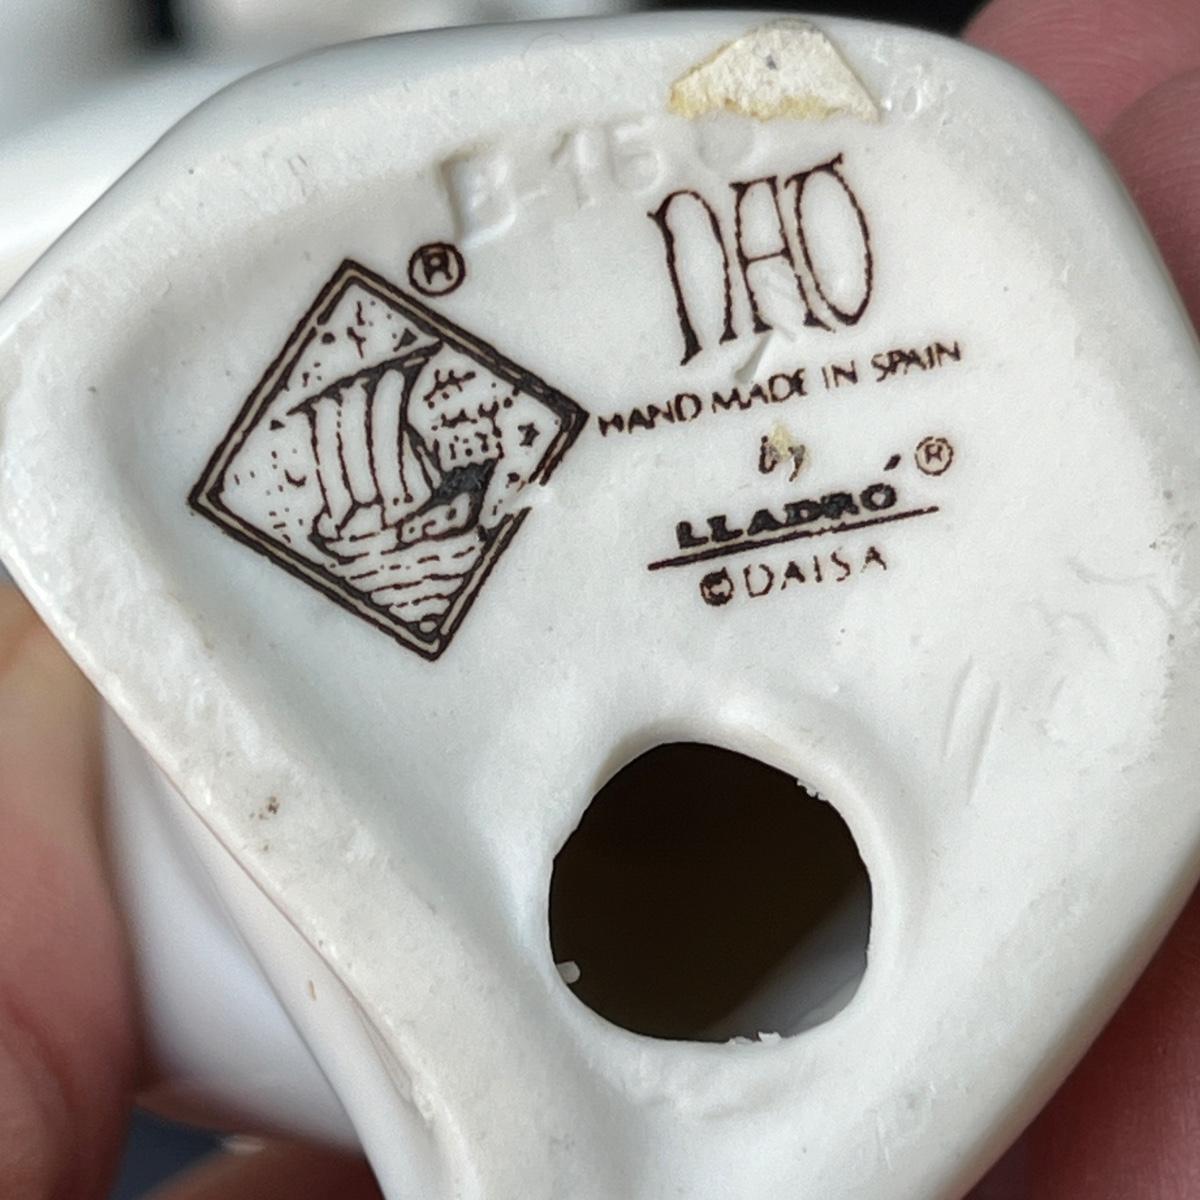 NAO
HAND MADE IN SPAIN
by
LLADRÓ ®
© DAISA
®